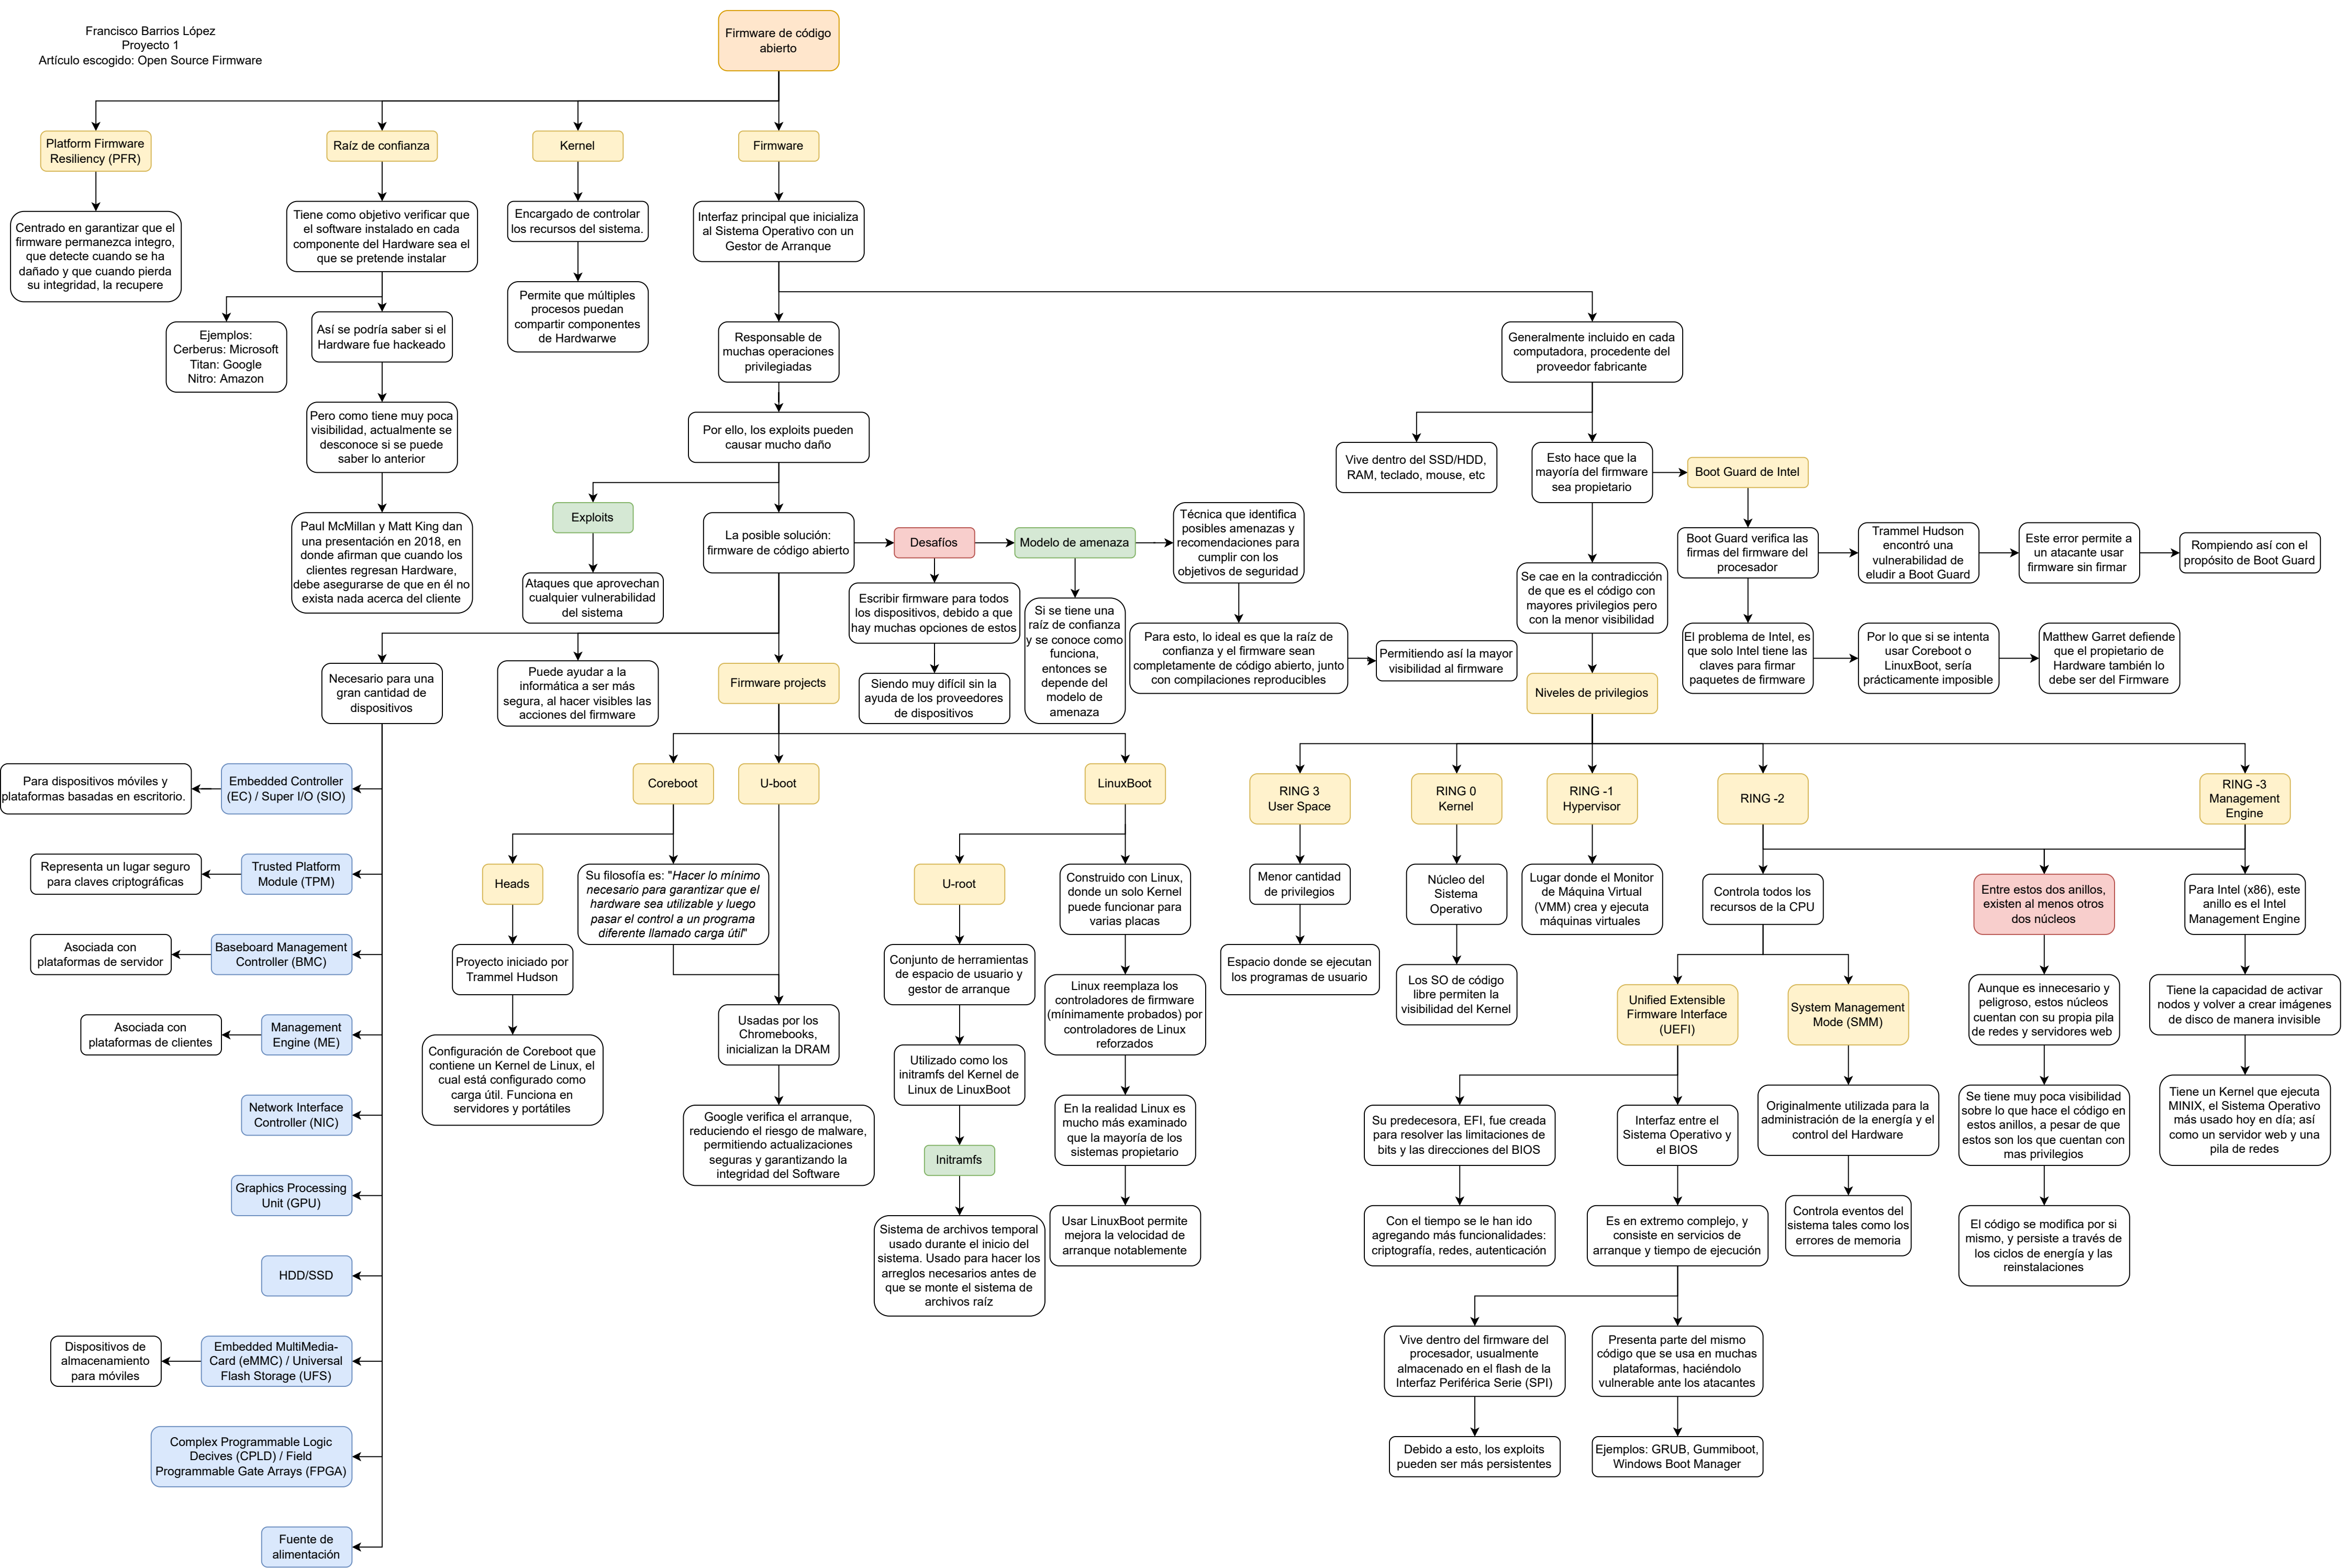 Francisco Barrios López
Proyecto 1
Artículo escogido: Open Source Firmware
Firmware de código
abierto
Platform Firmware
Resiliency (PFR)
Raíz de confianza
Kernel
Firmware
Centrado en garantizar que el
firmware permanezca integro,
que detecte cuando se ha
dañado y que cuando pierda
su integridad, la recupere
Tiene como objetivo verificar que
el software instalado en cada
componente del Hardware sea el
que se pretende instalar
Encargado de controlar
los recursos del sistema.
Interfaz principal que inicializa
al Sistema Operativo con un
Gestor de Arranque
Ejemplos:
Cerberus: Microsoft
Titan: Google
Nitro: Amazon
Así se podría saber si el
Hardware fue hackeado
Permite que múltiples
procesos puedan
compartir componentes
de Hardwarwe
Responsable de
muchas operaciones
privilegiadas
Generalmente incluido en cada
computadora, procedente del
proveedor fabricante
Pero como tiene muy poca
visibilidad, actualmente se
desconoce si se puede
saber lo anterior
Por ello, los exploits pueden
causar mucho daño
Vive dentro del SSD/HDD,
RAM, teclado, mouse, etc
Esto hace que la
mayoría del firmware
sea propietario
Boot Guard de Intel
Paul McMillan y Matt King dan
una presentación en 2018, en
donde afirman que cuando los
clientes regresan Hardware,
debe asegurarse de que en él no
exista nada acerca del cliente
Exploits
La posible solución:
firmware de código abierto
Desafíos
Modelo de amenaza
Técnica que identifica
posibles amenazas y
recomendaciones para
cumplir con los
objetivos de seguridad
Boot Guard verifica las
firmas del firmware del
procesador
Trammel Hudson
encontró una
vulnerabilidad de
eludir a Boot Guard
Este error permite a
un atacante usar
firmware sin firmar
Rompiendo así con el
propósito de Boot Guard
Ataques que aprovechan
cualquier vulnerabilidad
del sistema
Escribir firmware para todos
los dispositivos, debido a que
hay muchas opciones de estos
Si se tiene una
raíz de confianza
y se conoce como
funciona,
entonces se
depende del
modelo de
amenaza
Para esto, lo ideal es que la raíz de
confianza y el firmware sean
completamente de código abierto, junto
con compilaciones reproducibles
Permitiendo así la mayor
visibilidad al firmware
Se cae en la contradicción
de que es el código con
mayores privilegios pero
con la menor visibilidad
El problema de Intel, es
que solo Intel tiene las
claves para firmar
paquetes de firmware
Por lo que si se intenta
usar Coreboot o
LinuxBoot, sería
prácticamente imposible
Matthew Garret defiende
que el propietario de
Hardware también lo
debe ser del Firmware
Necesario para una
gran cantidad de
dispositivos
Puede ayudar a la
informática a ser más
segura, al hacer visibles las
acciones del firmware
Firmware projects
Siendo muy difícil sin la
ayuda de los proveedores
de dispositivos
Niveles de privilegios
Para dispositivos móviles y
plataformas basadas en escritorio.
Embedded Controller
(EC) / Super I/O (SIO)
Coreboot
U-boot
LinuxBoot
RING 3
User Space
RING 0
Kernel
RING -1
Hypervisor
RING -2
RING -3
Management
Engine
Representa un lugar seguro
para claves criptográficas
Trusted Platform
Module (TPM)
Heads
Su filosofía es: "Hacer lo mínimo
necesario para garantizar que el
hardware sea utilizable y luego
pasar el control a un programa
diferente llamado carga útil"
U-root
Construido con Linux,
donde un solo Kernel
puede funcionar para
varias placas
Menor cantidad
de privilegios
Núcleo del
Sistema
Operativo
Lugar donde el Monitor
de Máquina Virtual
(VMM) crea y ejecuta
máquinas virtuales
Controla todos los
recursos de la CPU
Entre estos dos anillos,
existen al menos otros
dos núcleos
Para Intel (x86), este
anillo es el Intel
Management Engine
Asociada con
plataformas de servidor
Baseboard Management
Controller (BMC)
Proyecto iniciado por
Trammel Hudson
Conjunto de herramientas
de espacio de usuario y
gestor de arranque
Linux reemplaza los
controladores de firmware
(mínimamente probados) por
controladores de Linux
reforzados
Espacio donde se ejecutan
los programas de usuario
Los SO de código
libre permiten la
visibilidad del Kernel
Unified Extensible
Firmware Interface
(UEFI)
System Management
Mode (SMM)
Aunque es innecesario y
peligroso, estos núcleos
cuentan con su propia pila
de redes y servidores web
Tiene la capacidad de activar
nodos y volver a crear imágenes
de disco de manera invisible
Asociada con
plataformas de clientes
Management
Engine (ME)
Configuración de Coreboot que
contiene un Kernel de Linux, el
cual está configurado como
carga útil. Funciona en
servidores y portátiles
Usadas por los
Chromebooks,
inicializan la DRAM
Utilizado como los
initramfs del Kernel de
Linux de LinuxBoot
En la realidad Linux es
mucho más examinado
que la mayoría de los
sistemas propietario
Network Interface
Controller (NIC)
Google verifica el arranque,
reduciendo el riesgo de malware,
permitiendo actualizaciones
seguras y garantizando la
integridad del Software
Initramfs
Su predecesora, EFI, fue creada
para resolver las limitaciones de
bits y las direcciones del BIOS
Interfaz entre el
Sistema Operativo y
el BIOS
Originalmente utilizada para la
administración de la energía y el
control del Hardware
Se tiene muy poca visibilidad
sobre lo que hace el código en
estos anillos, a pesar de que
estos son los que cuentan con
mas privilegios
Tiene un Kernel que ejecuta
MINIX, el Sistema Operativo
más usado hoy en día; así
como un servidor web y una
pila de redes
Graphics Processing
Unit (GPU)
Sistema de archivos temporal
usado durante el inicio del
sistema. Usado para hacer los
arreglos necesarios antes de
que se monte el sistema de
archivos raíz
Usar LinuxBoot permite
mejora la velocidad de
arranque notablemente
Con el tiempo se le han ido
agregando más funcionalidades:
criptografía, redes, autenticación
Es en extremo complejo, y
consiste en servicios de
arranque y tiempo de ejecución
Controla eventos del
sistema tales como los
errores de memoria
El código se modifica por si
mismo, y persiste a través de
los ciclos de energía y las
reinstalaciones
HDD/SSD
Dispositivos de
almacenamiento
para móviles
Embedded MultiMedia-
Card (eMMC) / Universal
Flash Storage (UFS)
Vive dentro del firmware del
procesador, usualmente
almacenado en el flash de la
Interfaz Periférica Serie (SPI)
Presenta parte del mismo
código que se usa en muchas
plataformas, haciéndolo
vulnerable ante los atacantes
Complex Programmable Logic
Decives (CPLD) / Field
Programmable Gate Arrays (FPGA)
Debido a esto, los exploits
pueden ser más persistentes
Ejemplos: GRUB, Gummiboot,
Windows Boot Manager
Fuente de
alimentación